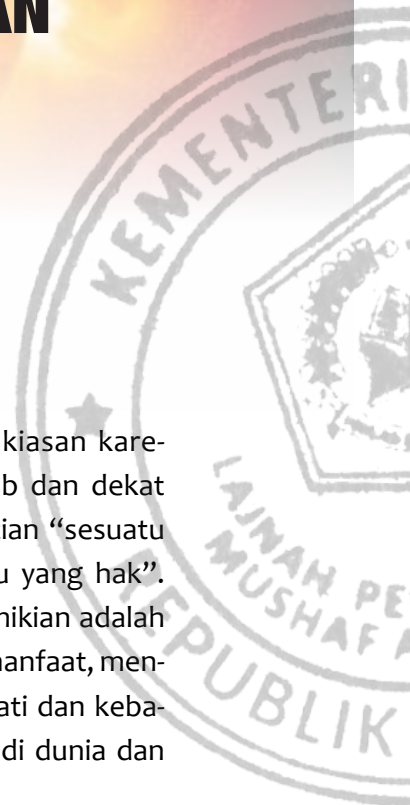 AN
KEMENTERI
kiasan kare-
b dan dekat
ian “sesuatu
u yang hak”.
nikian adalah
nanfaat, men-
ati dan keba-
di dunia dan
LAJNAH PE
MUSHAF A
REPUBLIK